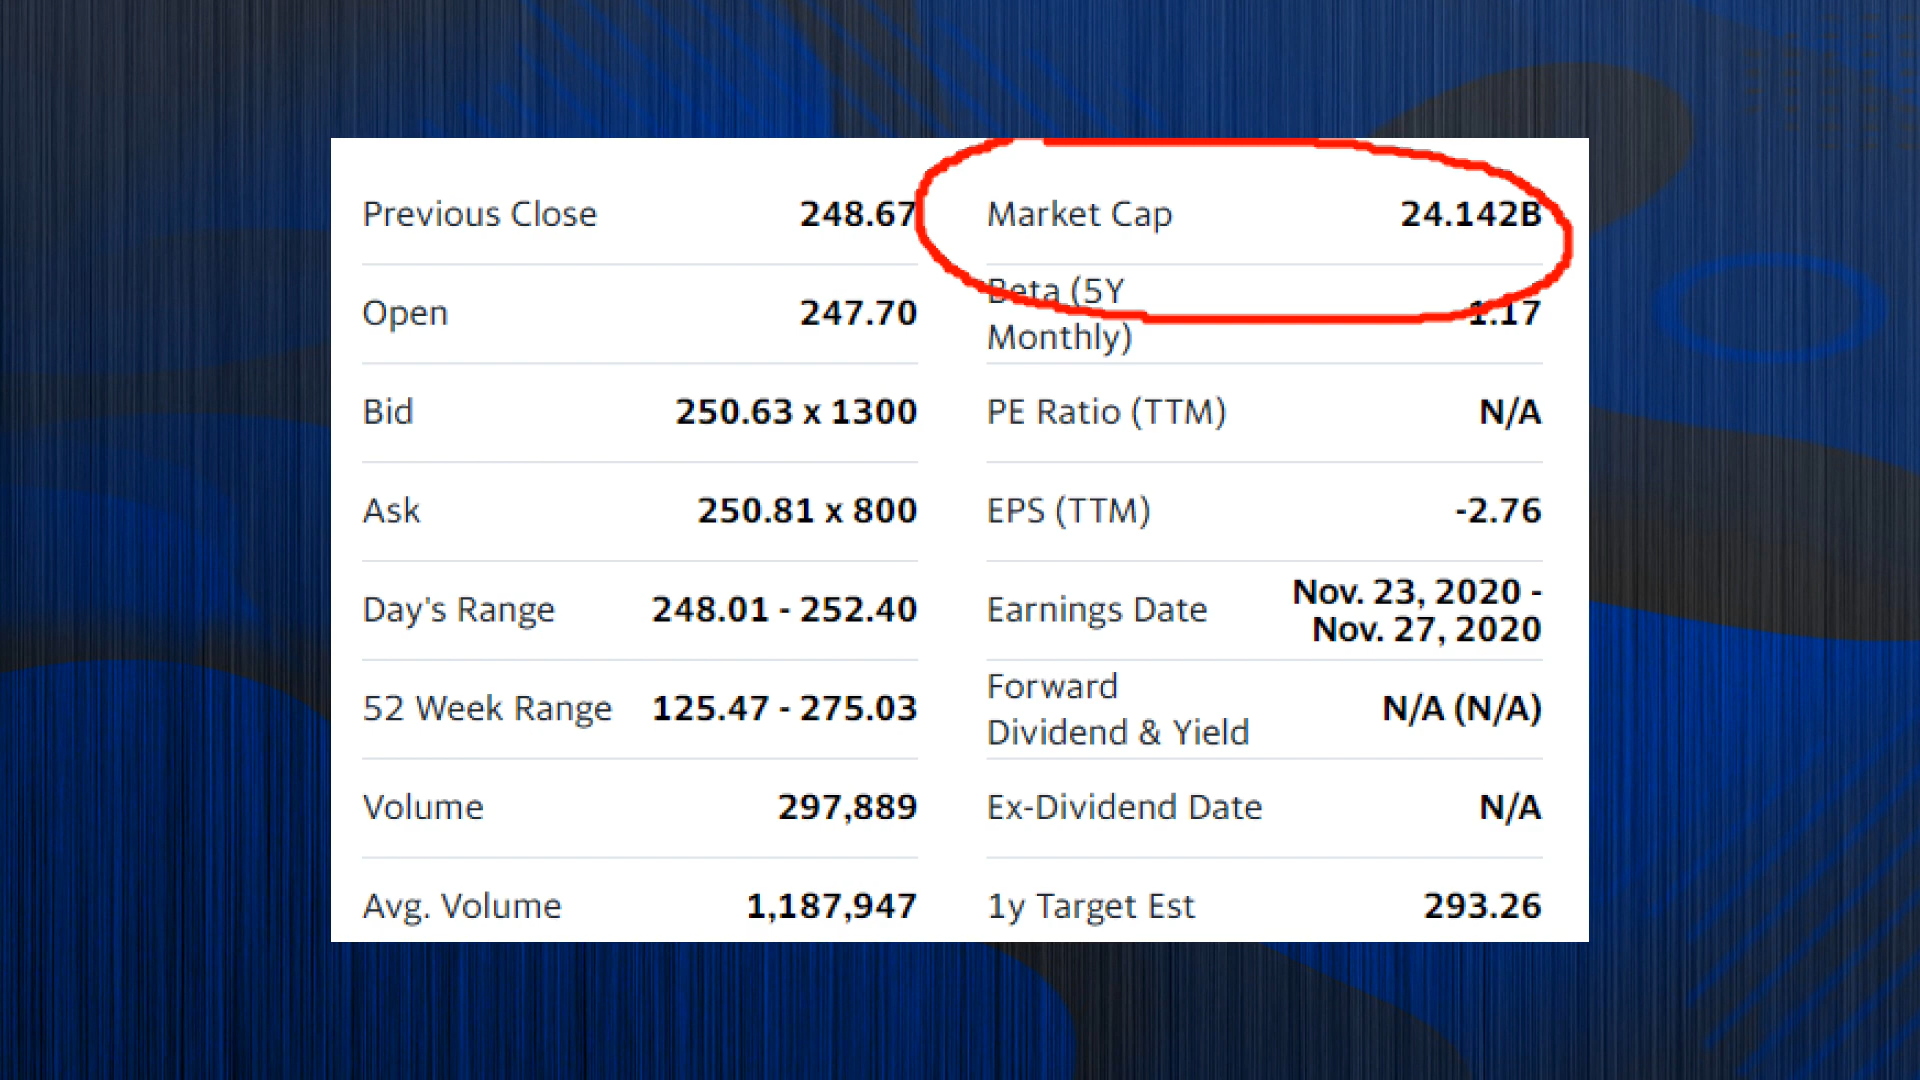 Previous Close 248.67
Open 247.70
Bid 250.63 x 1300
Ask 250.81 x 800
Day's Range 248.01 - 252.40
52 Week Range 125.47 - 275.03
Volume 297,889
Avg. Volume 1,187,947
Market Cap 24.142B
Beta (5Y
Monthly) 1.17
PE Ratio (TTM) N/A
EPS (TTM) -2.76
Earnings Date Nov. 23, 2020 -
Nov. 27, 2020
Forward
Dividend & Yield N/A (N/A)
Ex-Dividend Date N/A
1y Target Est 293.26